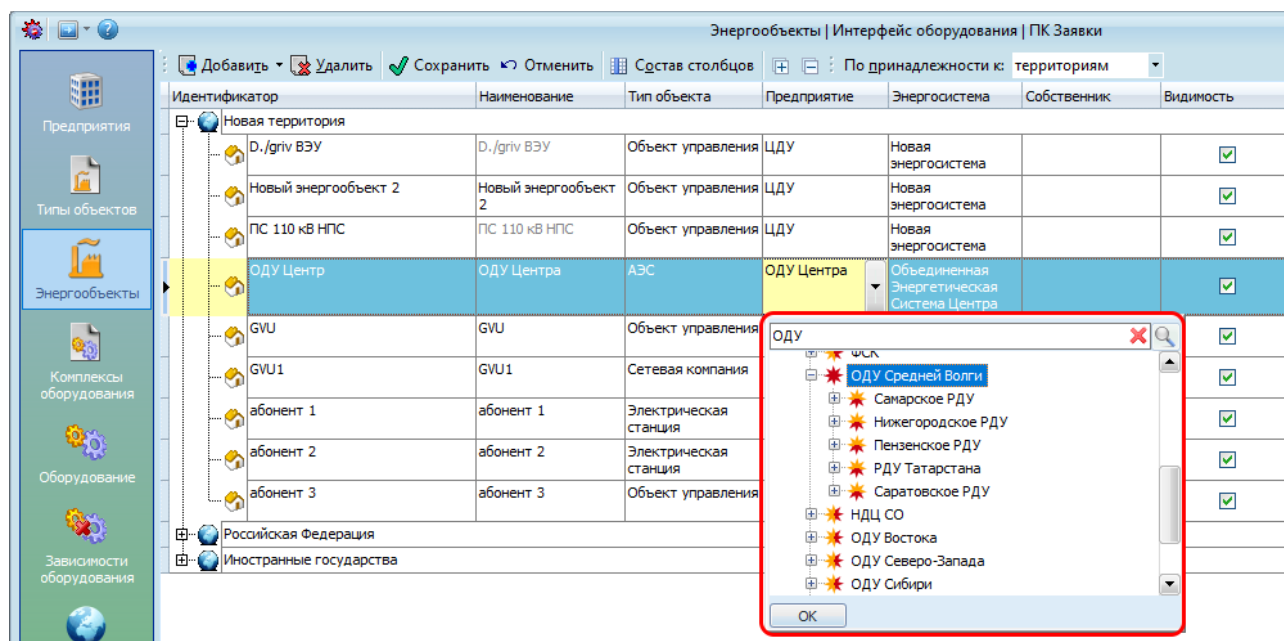 Энергообъекты | Интерфейс оборудования | ПК Заявки
Добавить Удалить Сохранить Отменить Состав столбцов По принадлежности к: территориям
Предприятия
Типы объектов
Энергообъекты
Комплексы
оборудования
Оборудование
Зависимости
оборудования
Идентификатор Наименование Тип объекта Предприятие Энергосистема Собственник Видимость
Новая территория
D./griv ВЭУ D./griv ВЭУ Объект управления ЦДУ Новая
энергосистема
Новый энергообъект 2 Новый энергообъект Объект управления ЦДУ Новая
2 энергосистема
ПС 110 кВ НПС ПС 110 кВ НПС Объект управления ЦДУ Новая
энергосистема
ОДУ Центр ОДУ Центра АЭС ОДУ Центра Объединенная
Энергетическая
Система Центра
GVU GVU Объект управления
GVU1 GVU1 Сетевая компания
абонент 1 абонент 1 Электрическая
станция
абонент 2 абонент 2 Электрическая
станция
абонент 3 абонент 3 Объект управления
Российская Федерация
Иностранные государства
ОДУ
ФСК
ОДУ Средней Волги
Самарское РДУ
Нижегородское РДУ
Пензенское РДУ
РДУ Татарстана
Саратовское РДУ
НДЦ СО
ОДУ Востока
ОДУ Северо-Запада
ОДУ Сибири
OK